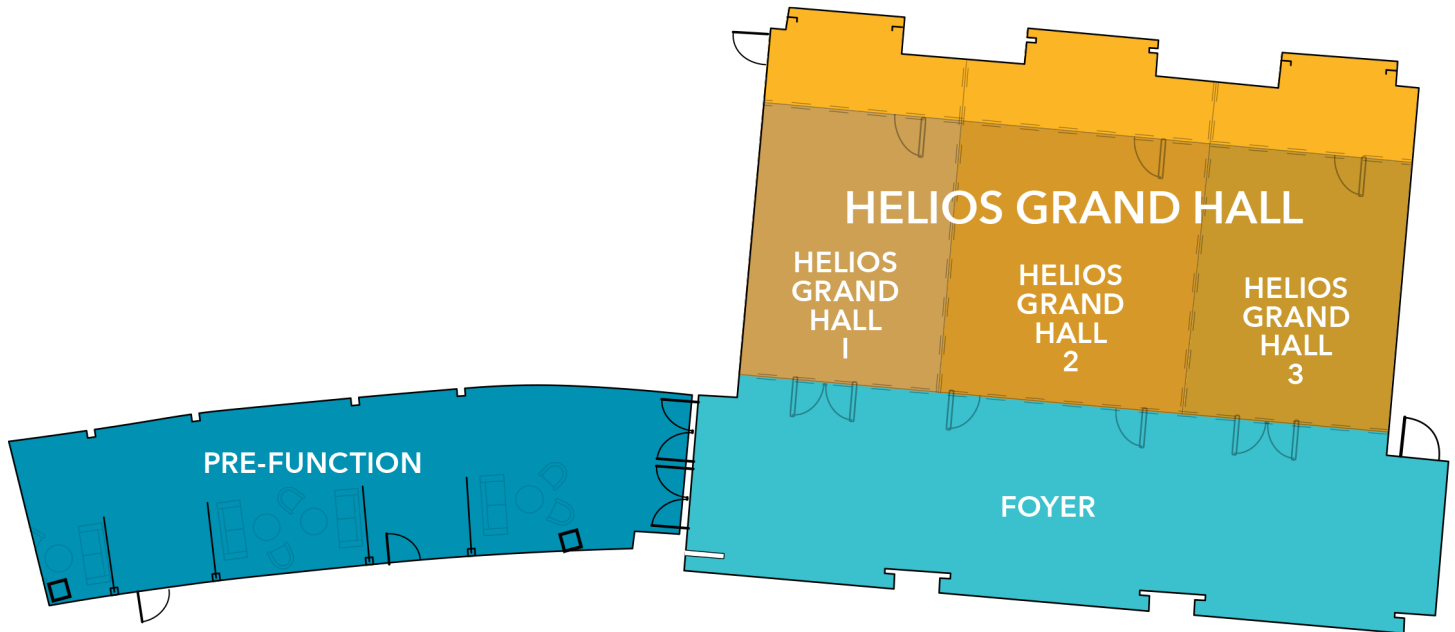 HELIOS GRAND HALL
HELIOS
GRAND
HALL
1
HELIOS
GRAND
HALL
2
HELIOS
GRAND
HALL
3
PRE-FUNCTION
FOYER